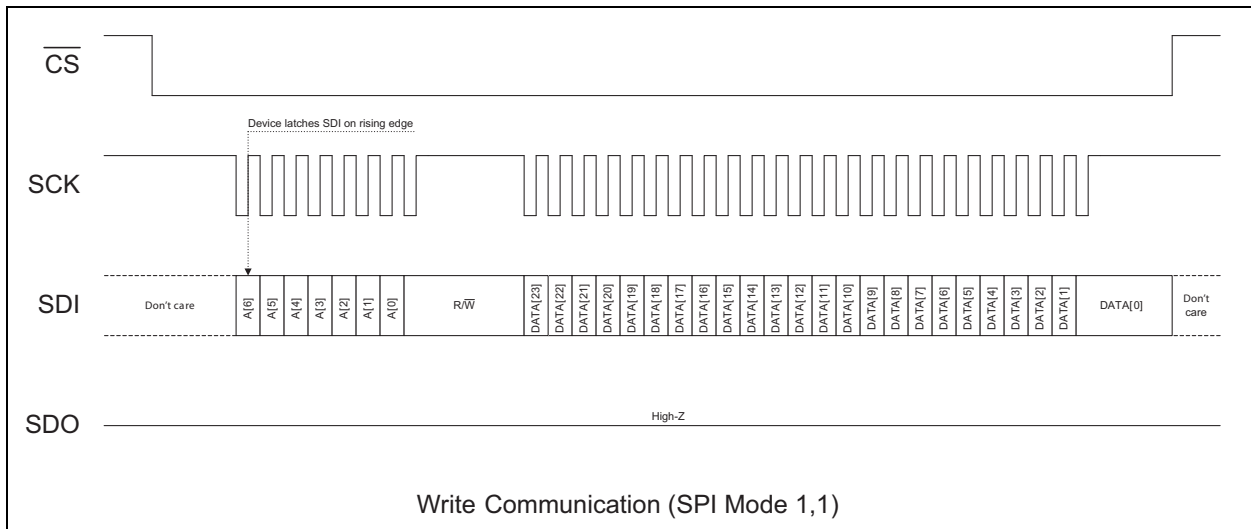 CS
Device latches SDI on rising edge
SCK
SDI
Don't care
A[6]
A[5]
A[4]
A[3]
A[2]
A[1]
A[0]
R/W
DATA[23]
DATA[22]
DATA[21]
DATA[20]
DATA[19]
DATA[18]
DATA[17]
DATA[16]
DATA[15]
DATA[14]
DATA[13]
DATA[12]
DATA[11]
DATA[10]
DATA[9]
DATA[8]
DATA[7]
DATA[6]
DATA[5]
DATA[4]
DATA[3]
DATA[2]
DATA[1]
DATA[0]
Don't
care
SDO
High-Z
Write Communication (SPI Mode 1,1)